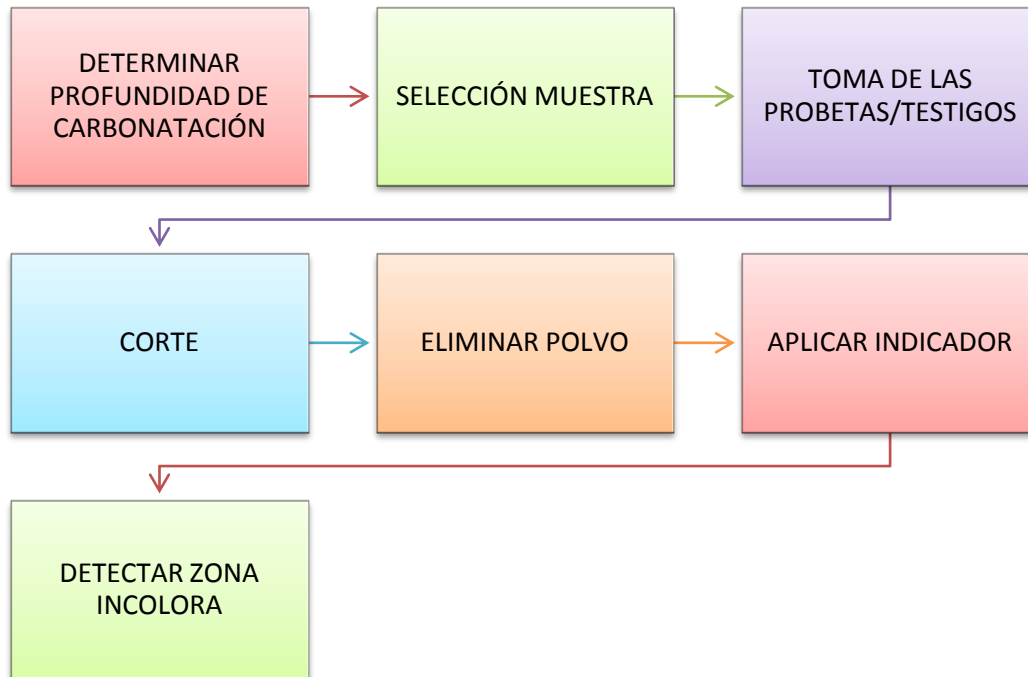 DETERMINAR
PROFUNDIDAD DE
CARBONATACIÓN
SELECCIÓN MUESTRA
TOMA DE LAS
PROBETAS/TESTIGOS
CORTE
ELIMINAR POLVO
APLICAR INDICADOR
DETECTAR ZONA
INCOLORA